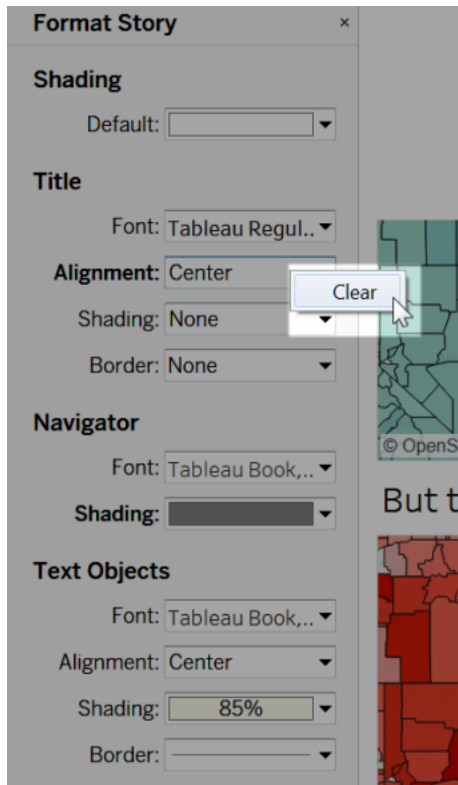 Format Story ×
Shading
Default:
Title
Font: Tableau Regul..
Alignment: Center
Clear
Shading: None
Border: None
Navigator
Font: Tableau Book,..
Shading:
Text Objects
Font: Tableau Book,..
Alignment: Center
Shading: 85%
Border:
© OpenS
But t